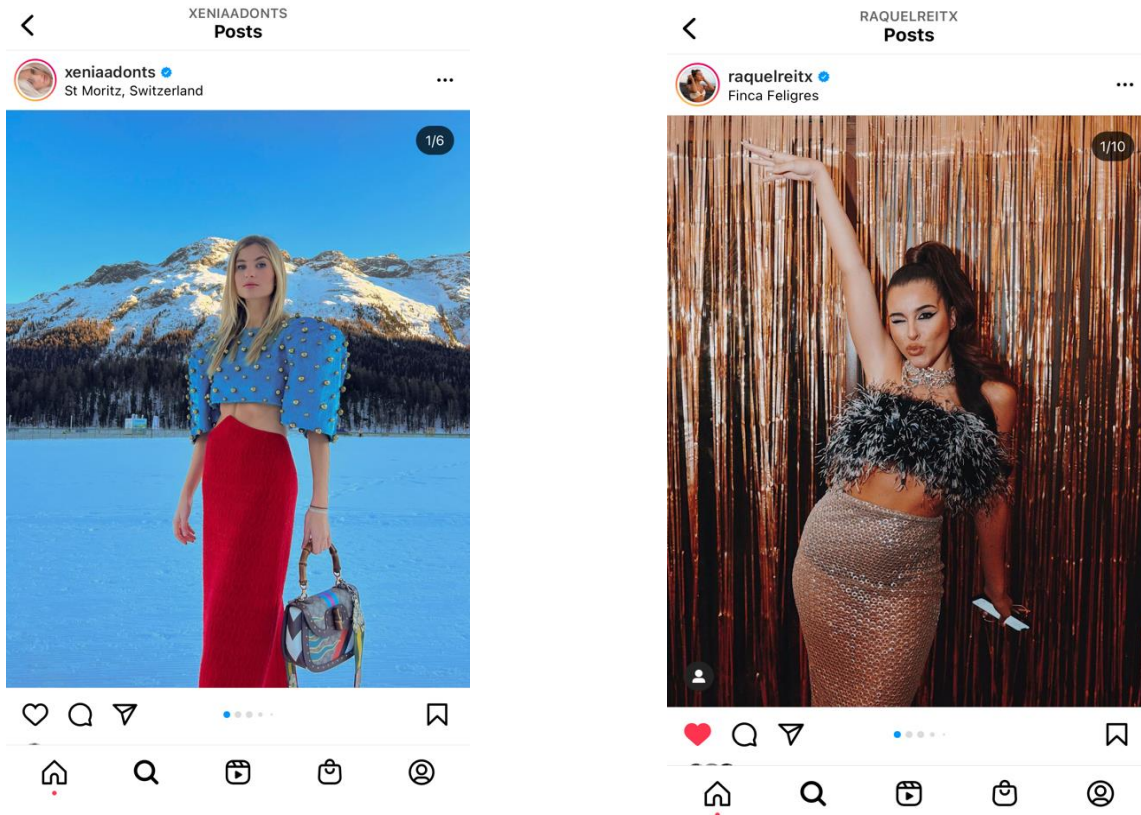 XENIAADONTS
Posts
xeniaadonts
St Moritz, Switzerland
1/6
RAQUELREITX
Posts
raquelreitx
Finca Feligres
1/10